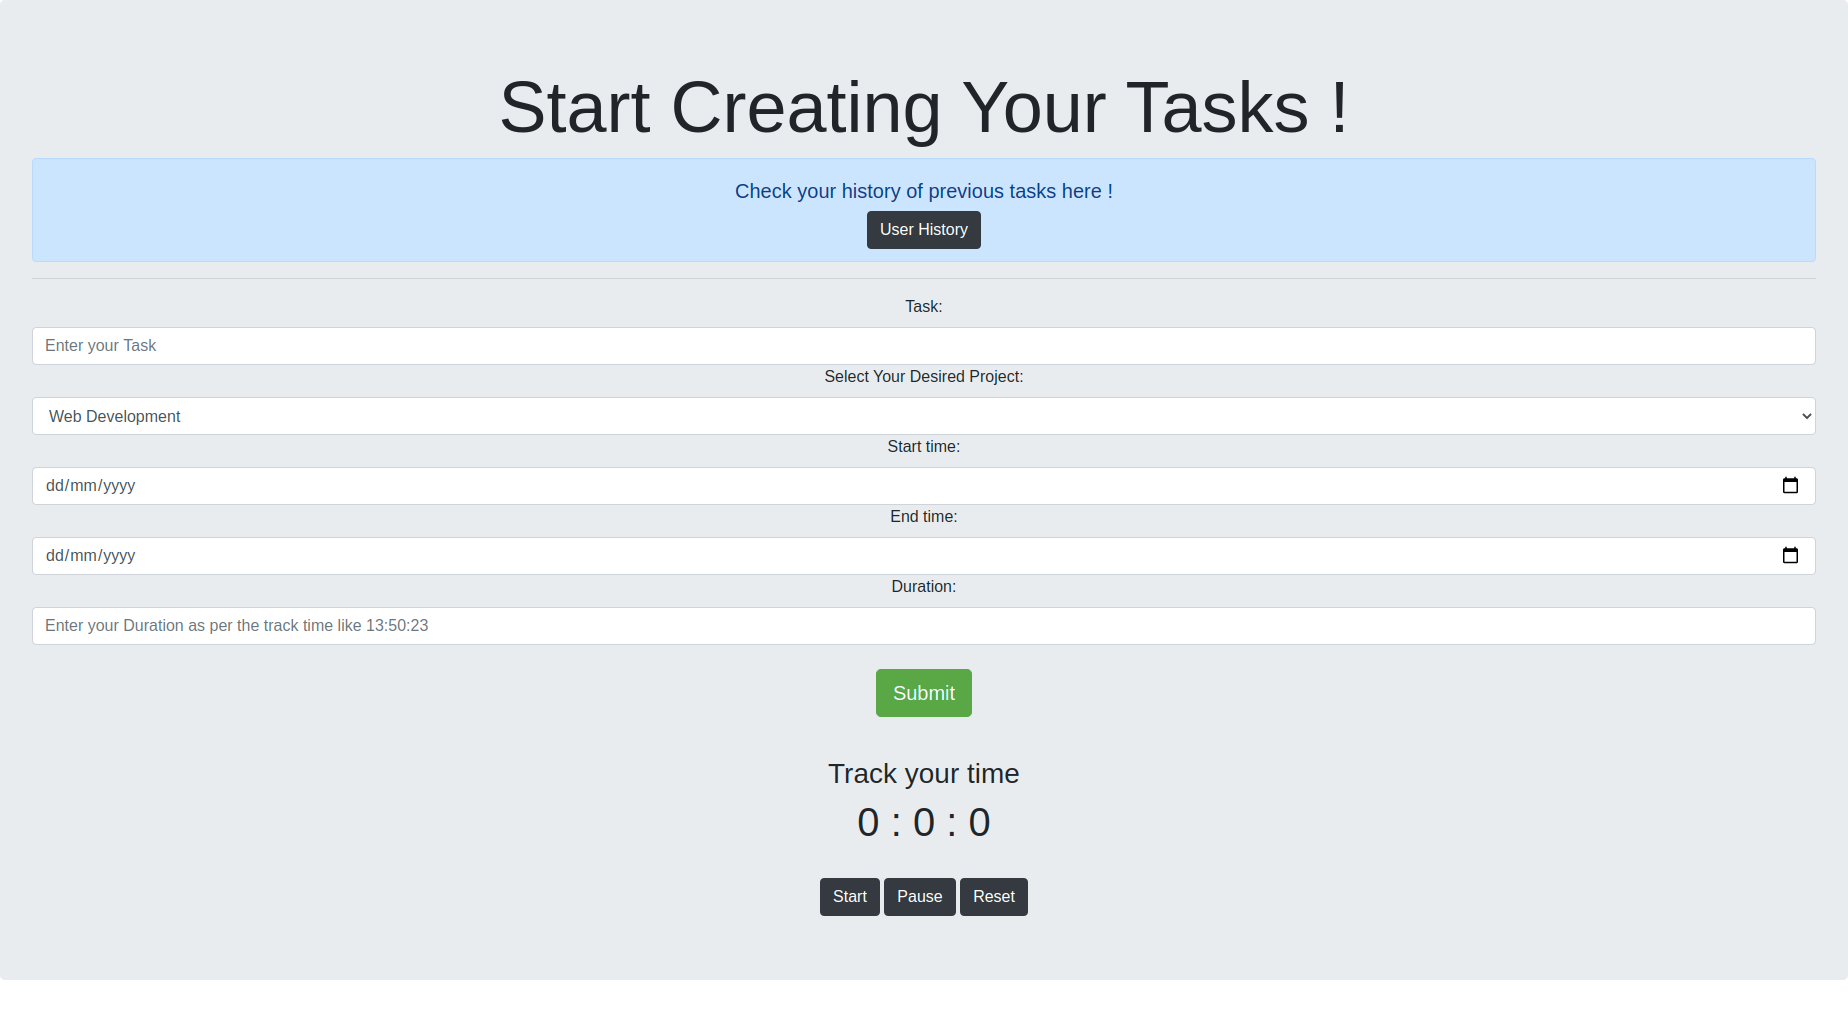 Start Creating Your Tasks !
Check your history of previous tasks here !
User History
Task:
Enter your Task
Select Your Desired Project:
Web Development
Start time:
dd/mm/yyyy
End time:
dd/mm/yyyy
Duration:
Enter your Duration as per the track time like 13:50:23
Submit
Track your time
0 : 0 : 0
Start Pause Reset